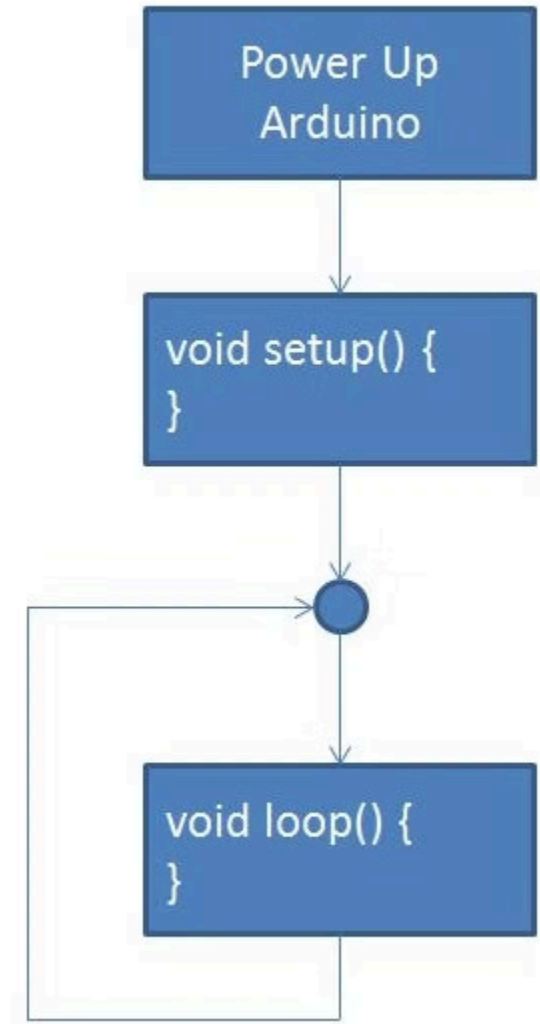 Power Up
Arduino
void setup() {
}
void loop() {
}